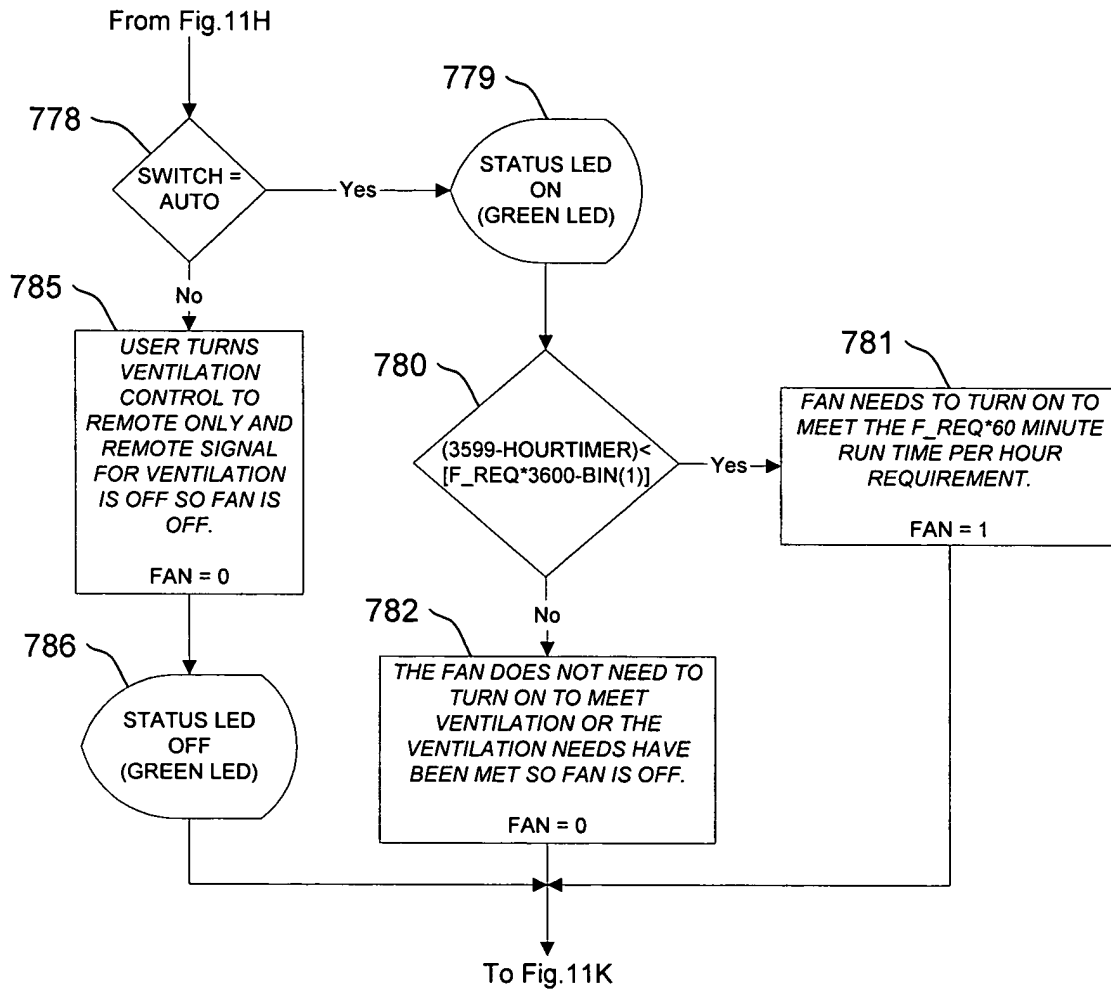 From Fig.11H
778
SWITCH =
AUTO
Yes
779
STATUS LED
ON
(GREEN LED)
No
785
USER TURNS
VENTILATION
CONTROL TO
REMOTE ONLY AND
REMOTE SIGNAL
FOR VENTILATION
IS OFF SO FAN IS
OFF.
FAN = 0
780
(3599-HOURTIMER)<
[F_REQ*3600-BIN(1)]
Yes
781
FAN NEEDS TO TURN ON TO
MEET THE F_REQ*60 MINUTE
RUN TIME PER HOUR
REQUIREMENT.
FAN = 1
No
782
THE FAN DOES NOT NEED TO
TURN ON TO MEET
VENTILATION OR THE
VENTILATION NEEDS HAVE
BEEN MET SO FAN IS OFF.
FAN = 0
786
STATUS LED
OFF
(GREEN LED)
To Fig.11K